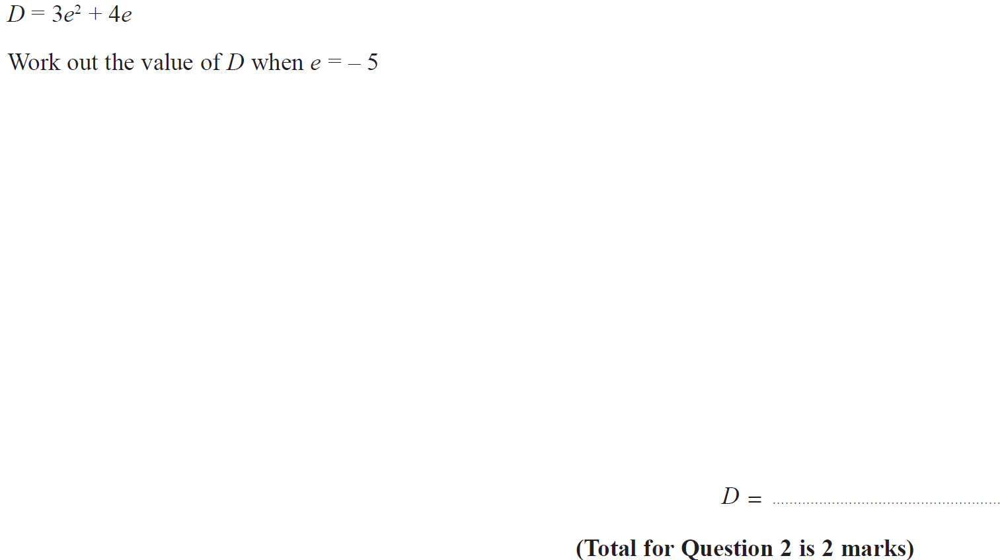 D = 3e² + 4e
Work out the value of D when e = – 5
D = ......................................................
(Total for Question 2 is 2 marks)